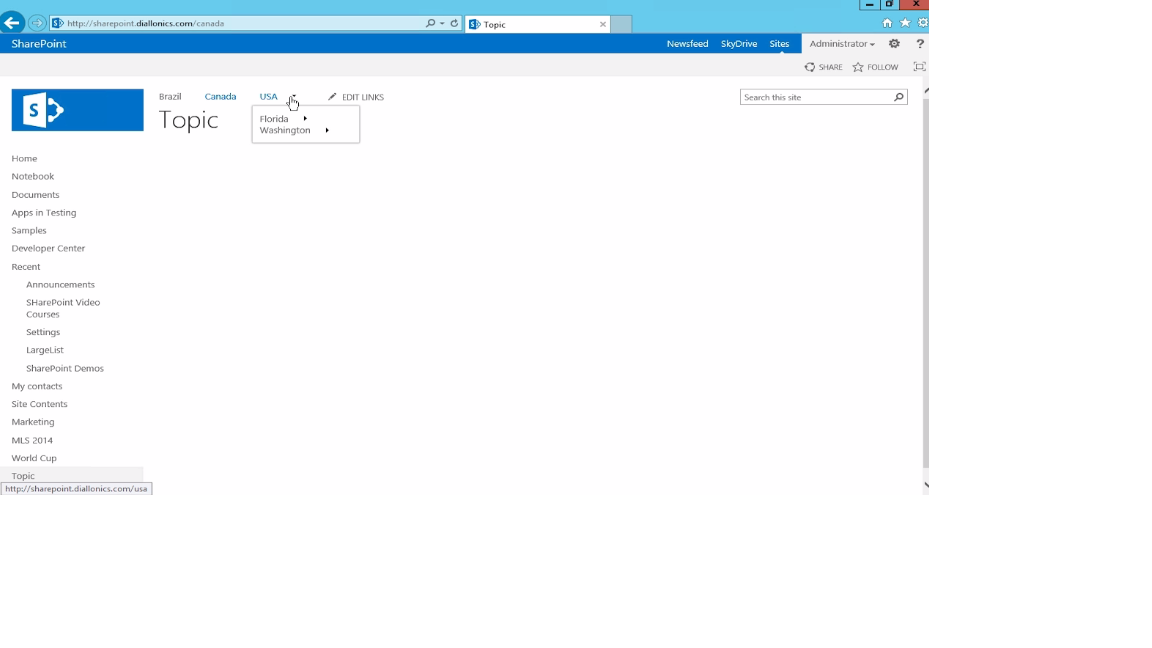 http://sharepoint.diallonics.com/canada
Topic
SharePoint
Newsfeed SkyDrive Sites Administrator ?
SHARE FOLLOW
S
Brazil Canada USA EDIT LINKS
Search this site
Topic
Florida
Washington
Home
Notebook
Documents
Apps in Testing
Samples
Developer Center
Recent
Announcements
SHarePoint Video
Courses
Settings
LargeList
SharePoint Demos
My contacts
Site Contents
Marketing
MLS 2014
World Cup
Topic
http://sharepoint.diallonics.com/usa